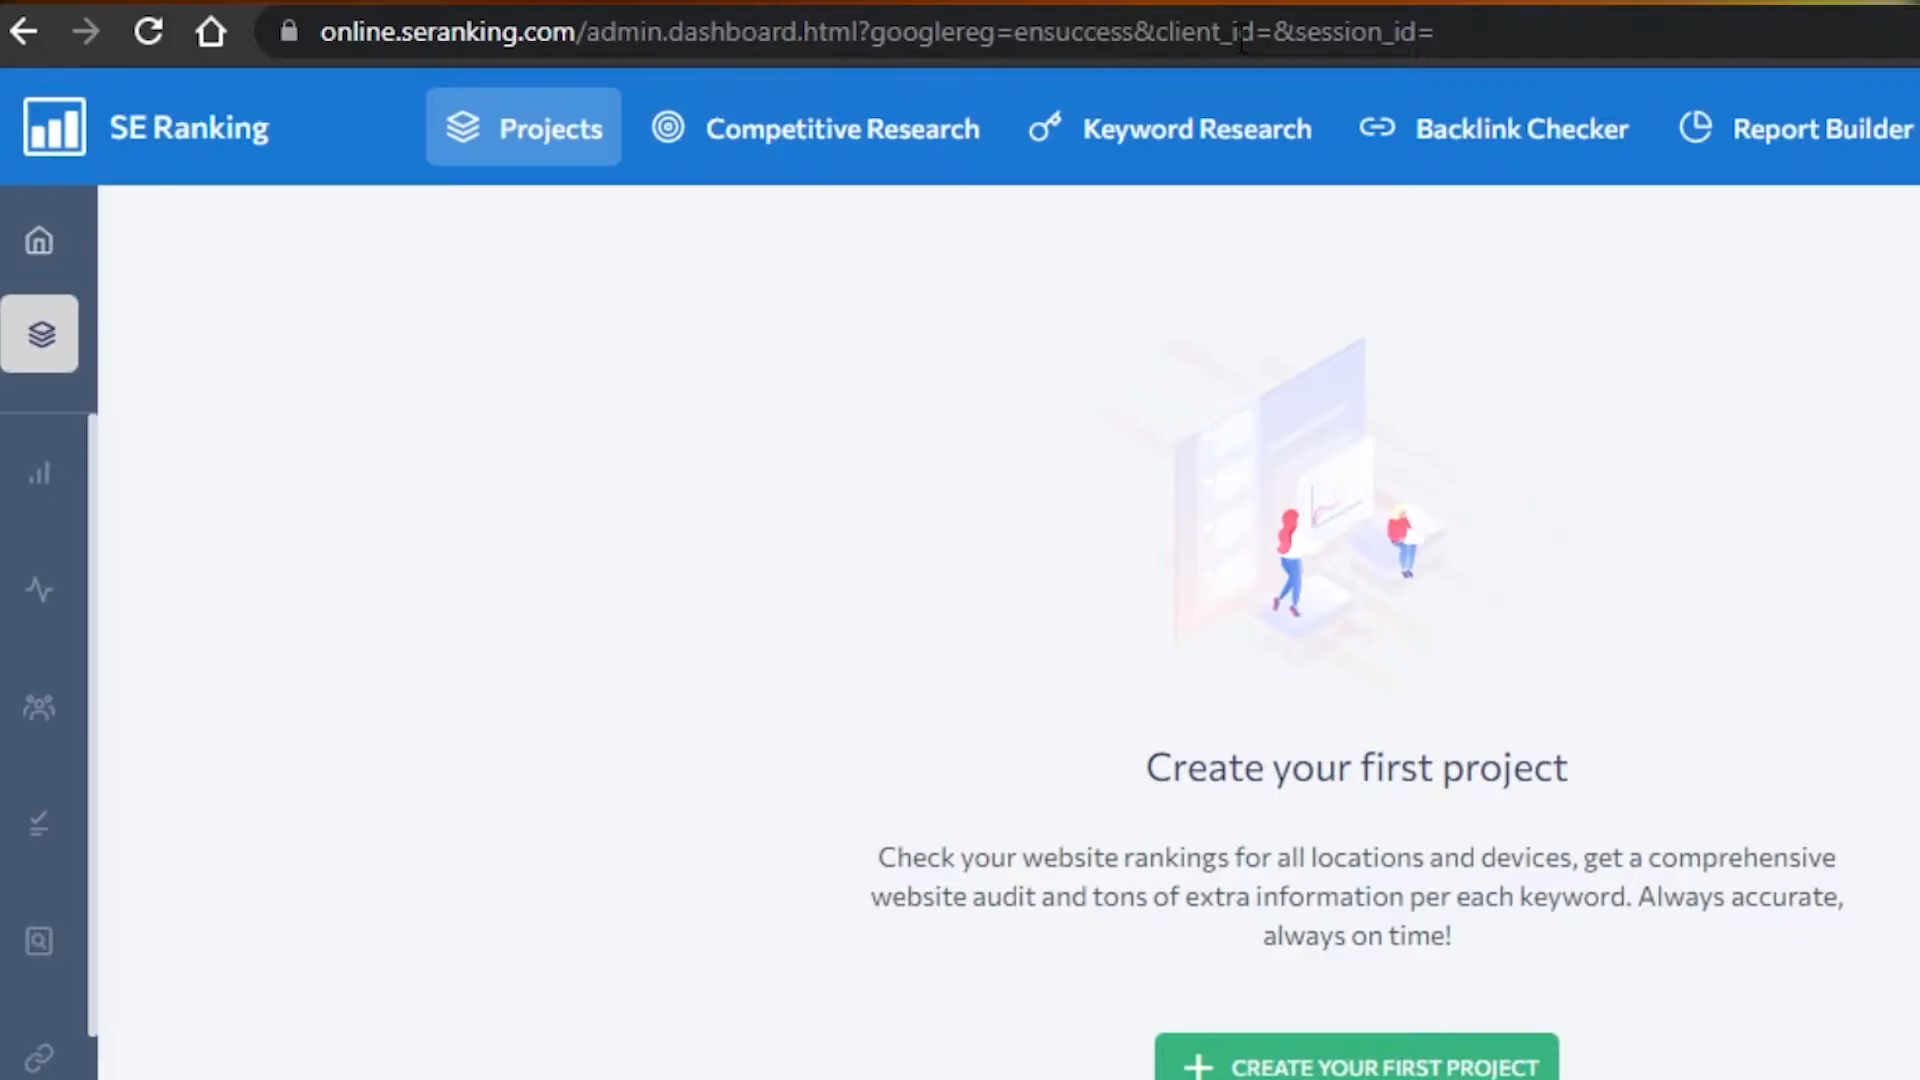 online.seranking.com/admin.dashboard.html?googlereg=ensuccess&client_id=&session_id=
SE Ranking
Projects
Competitive Research
Keyword Research
Backlink Checker
Report Builder
Create your first project
Check your website rankings for all locations and devices, get a comprehensive
website audit and tons of extra information per each keyword. Always accurate,
always on time!
CREATE YOUR FIRST PROJECT